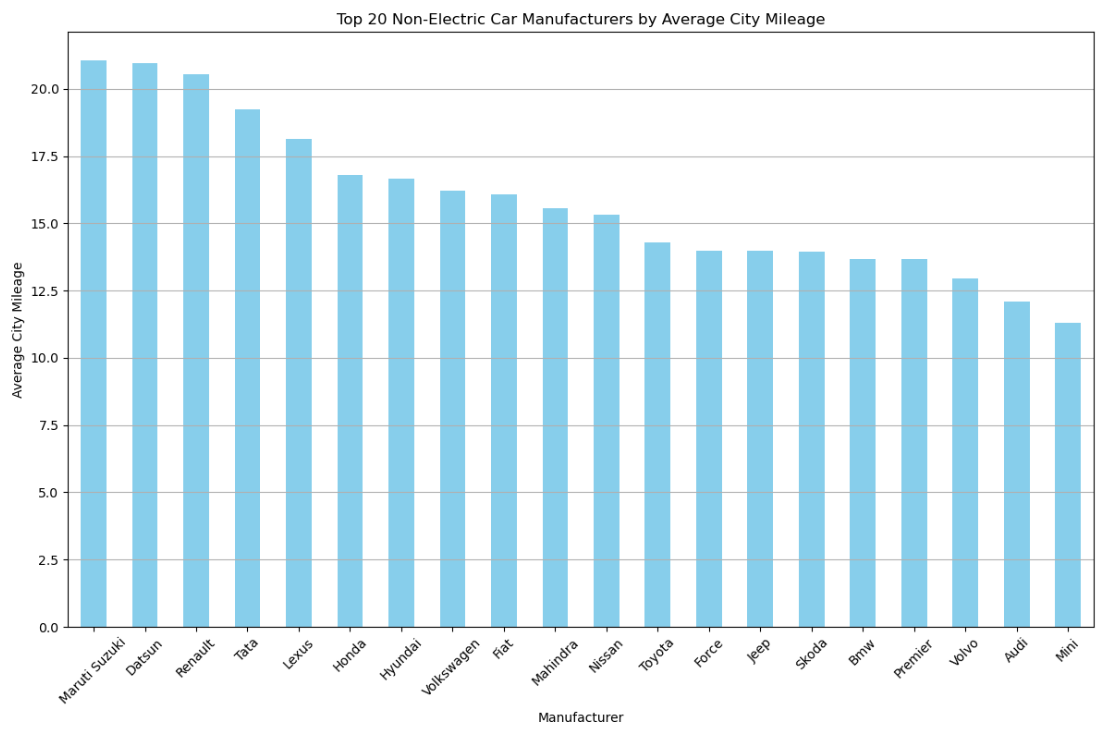 Top 20 Non-Electric Car Manufacturers by Average City Mileage
Average City Mileage
20.0
17.5
15.0
12.5
10.0
7.5
5.0
2.5
0.0
Maruti Suzuki
Datsun
Renault
Tata
Lexus
Honda
Hyundai
Volkswagen
Fiat
Mahindra
Nissan
Toyota
Force
Jeep
Skoda
Bmw
Premier
Volvo
Audi
Mini
Manufacturer